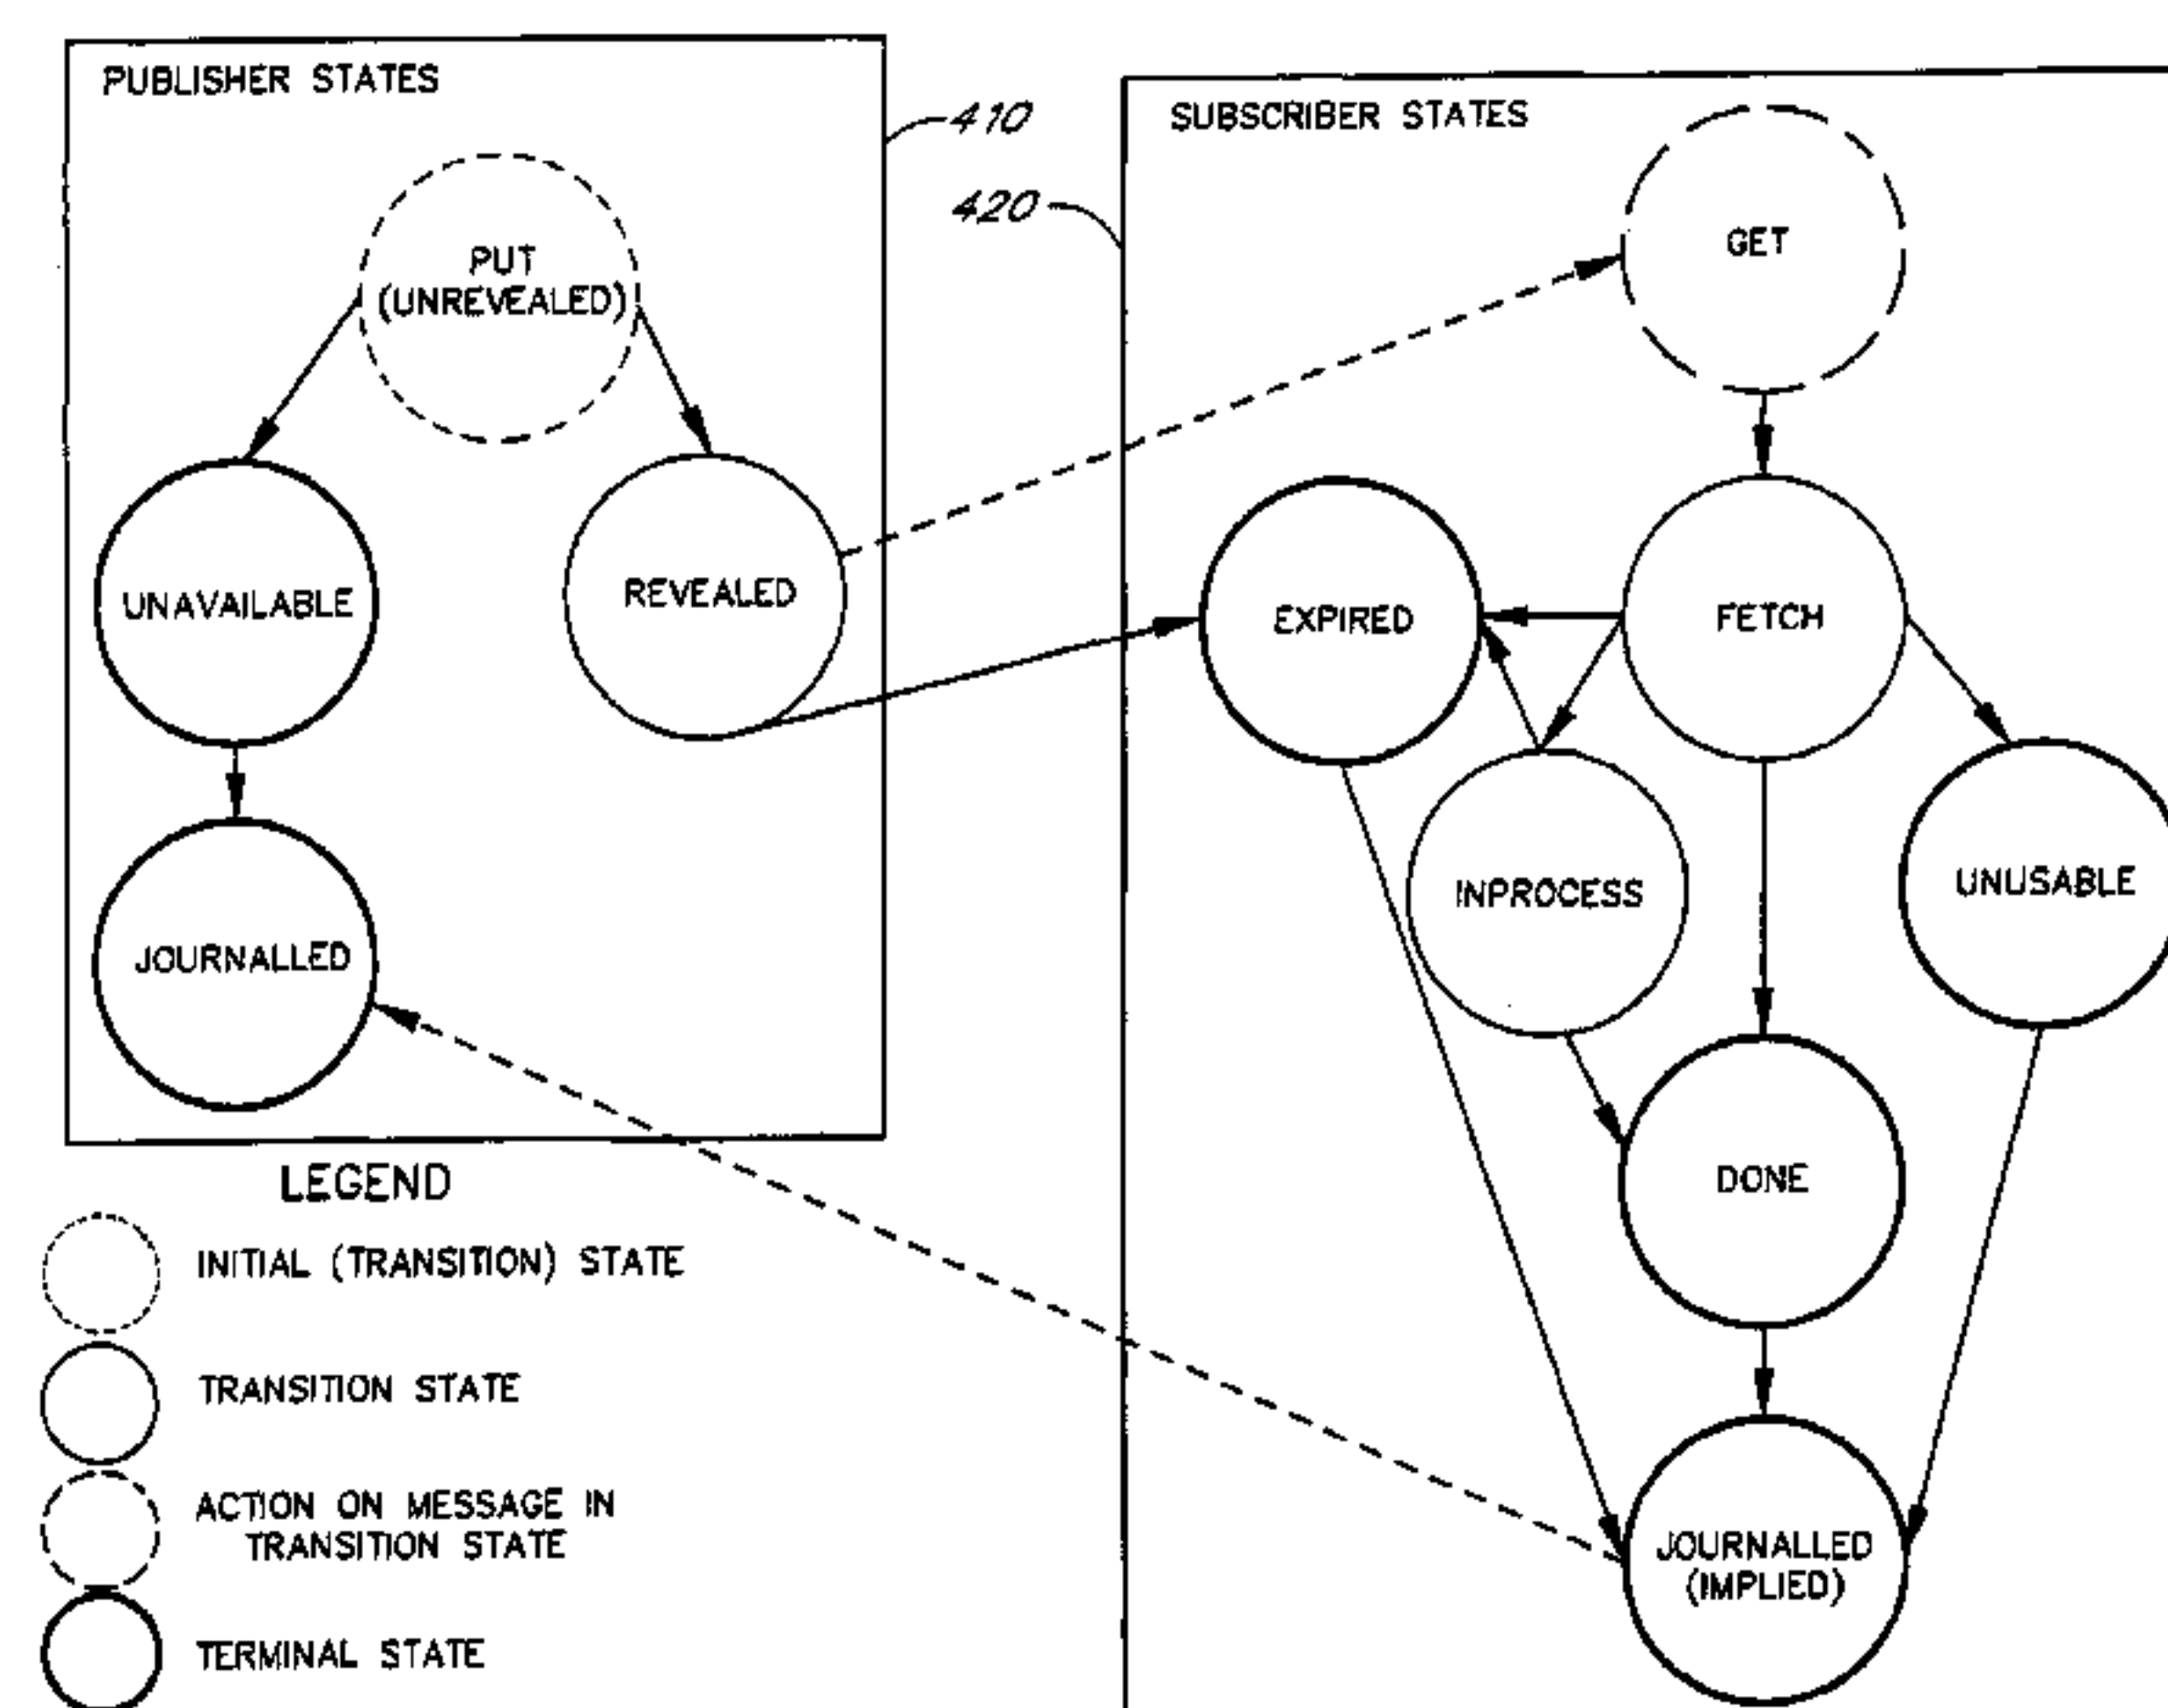 PUBLISHER STATES
410
PUT
(UNREVEALED)
UNAVAILABLE
REVEALED
JOURNALLED
SUBSCRIBER STATES
420
GET
EXPIRED
FETCH
INPROCESS
UNUSABLE
DONE
JOURNALLED
(IMPLIED)
LEGEND
INITIAL (TRANSITION) STATE
TRANSITION STATE
ACTION ON MESSAGE IN
TRANSITION STATE
TERMINAL STATE